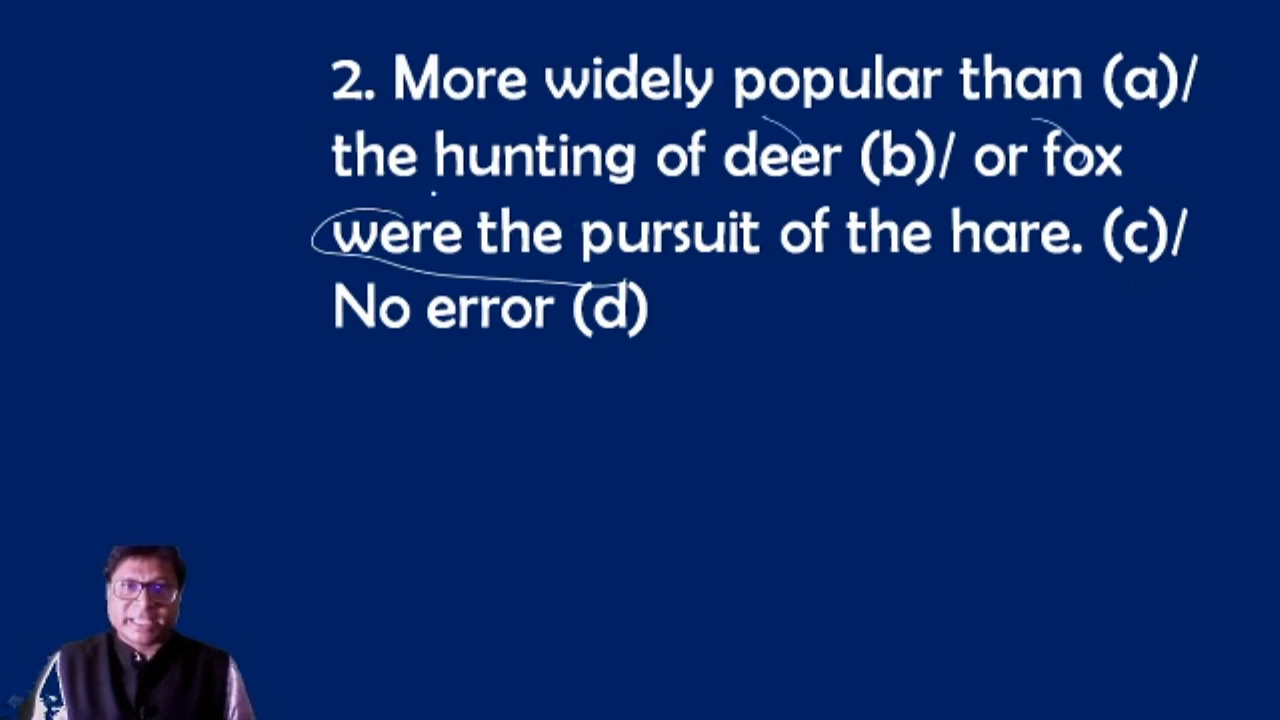 2. More widely popular than (a)/
the hunting of deer (b)/ or fox
were the pursuit of the hare. (c)/
No error (d)